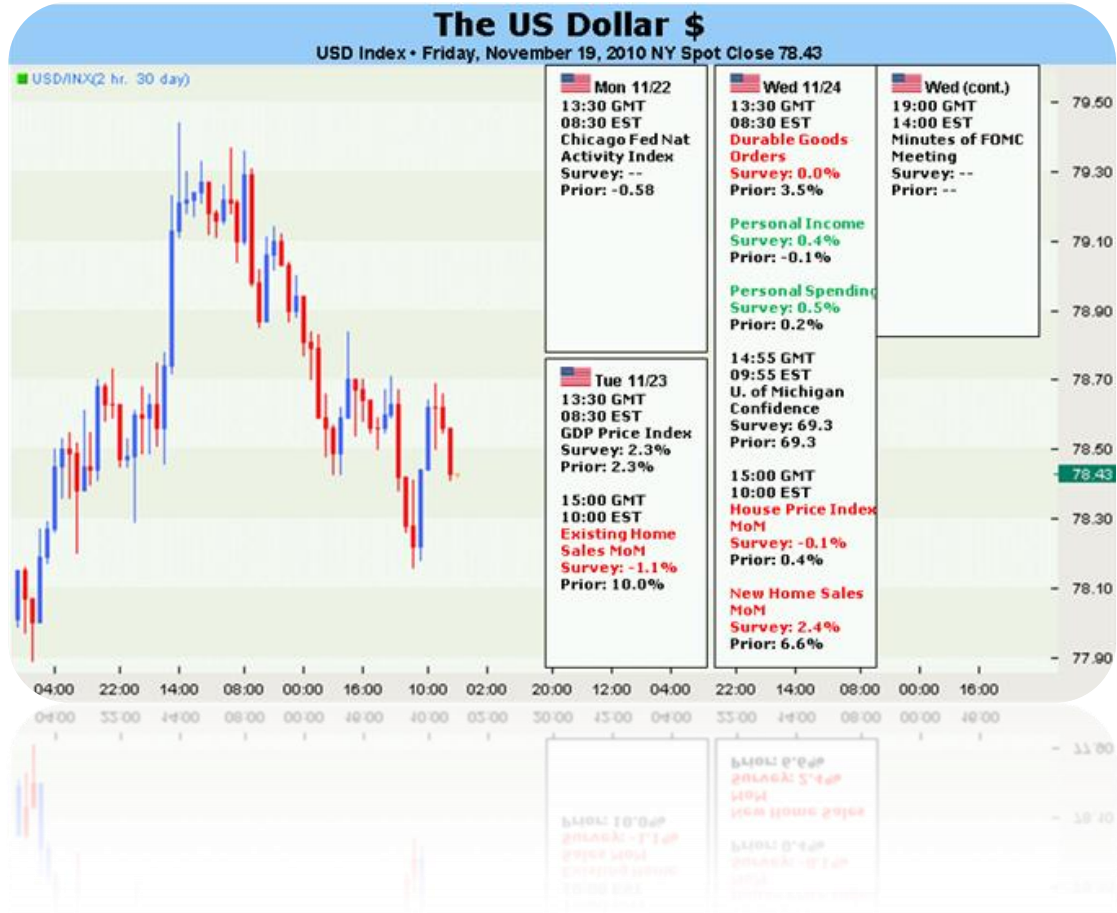 The US Dollar $
USD Index • Friday, November 19, 2010 NY Spot Close 78.43
USD/INX(2 hr. 30 day)
Mon 11/22
13:30 GMT
08:30 EST
Chicago Fed Nat
Activity Index
Survey: --
Prior: -0.58
Tue 11/23
13:30 GMT
08:30 EST
GDP Price Index
Survey: 2.3%
Prior: 2.3%
15:00 GMT
10:00 EST
Existing Home
Sales MoM
Survey: -1.1%
Prior: 10.0%
Wed 11/24
13:30 GMT
08:30 EST
Durable Goods
Orders
Survey: 0.0%
Prior: 3.5%
Personal Income
Survey: 0.4%
Prior: -0.1%
Personal Spending
Survey: 0.5%
Prior: 0.2%
14:55 GMT
09:55 EST
U. of Michigan
Confidence
Survey: 69.3
Prior: 69.3
15:00 GMT
10:00 EST
House Price Index
MoM
Survey: -0.1%
Prior: 0.4%
New Home Sales
MoM
Survey: 2.4%
Prior: 6.6%
Wed (cont.)
19:00 GMT
14:00 EST
Minutes of FOMC
Meeting
Survey: --
Prior: --
79.50
79.30
79.10
78.90
78.70
78.50
78.43
78.30
78.10
77.90
04:00 22:00 14:00 08:00 00:00 16:00 10:00 02:00 20:00 12:00 04:00 22:00 14:00 08:00 00:00 16:00